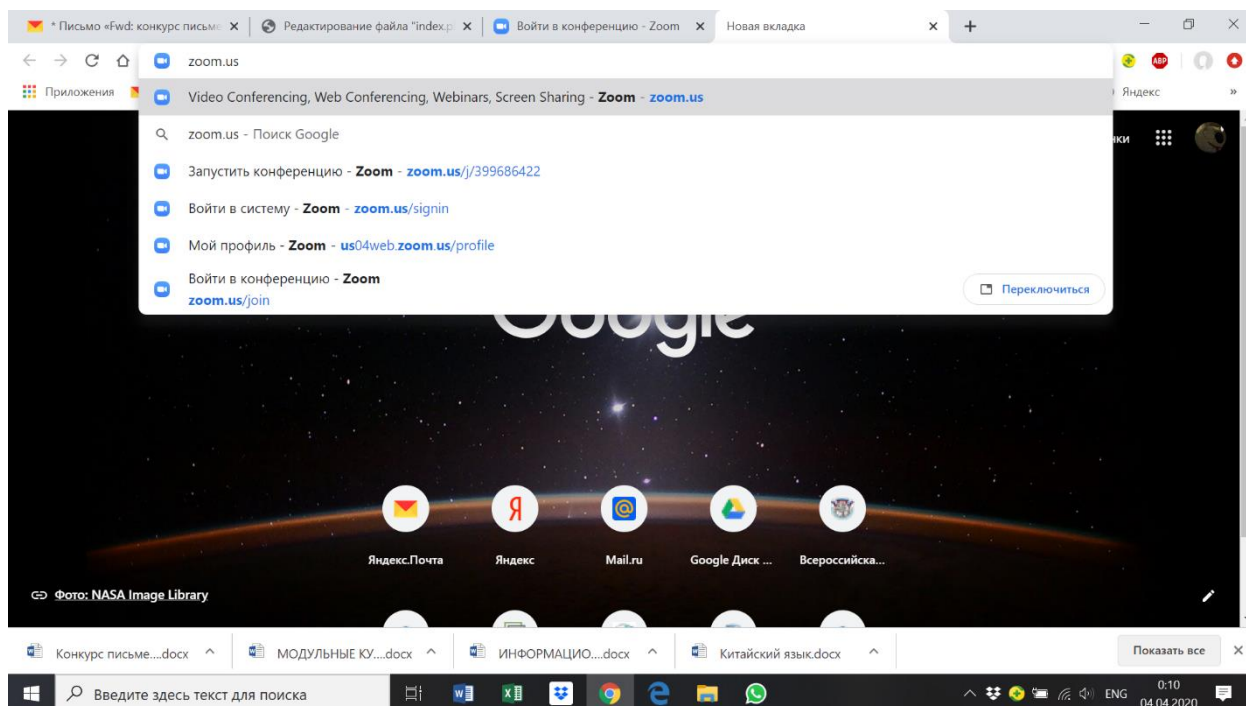 * Письмо «Fwd: конкурс письме
Редактирование файла "index.p
Войти в конференцию - Zoom
Новая вкладка
zoom.us
ABP
Приложения
Video Conferencing, Web Conferencing, Webinars, Screen Sharing - Zoom - zoom.us
Яндекс
»
zoom.us - Поиск Google
нки
Запустить конференцию - Zoom - zoom.us/j/399686422
Войти в систему - Zoom - zoom.us/signin
Мой профиль - Zoom - us04web.zoom.us/profile
Войти в конференцию - Zoom
zoom.us/join
Переключиться
Google
Я
Яндекс.Почта
Яндекс
Mail.ru
Google Диск ...
Всероссийска...
Фото: NASA Image Library
Конкурс письме....docx
МОДУЛЬНЫЕ КУ....docx
ИНФОРМАЦИО....docx
Китайский язык.docx
Показать все
Введите здесь текст для поиска
ENG
0:10
04.04.2020